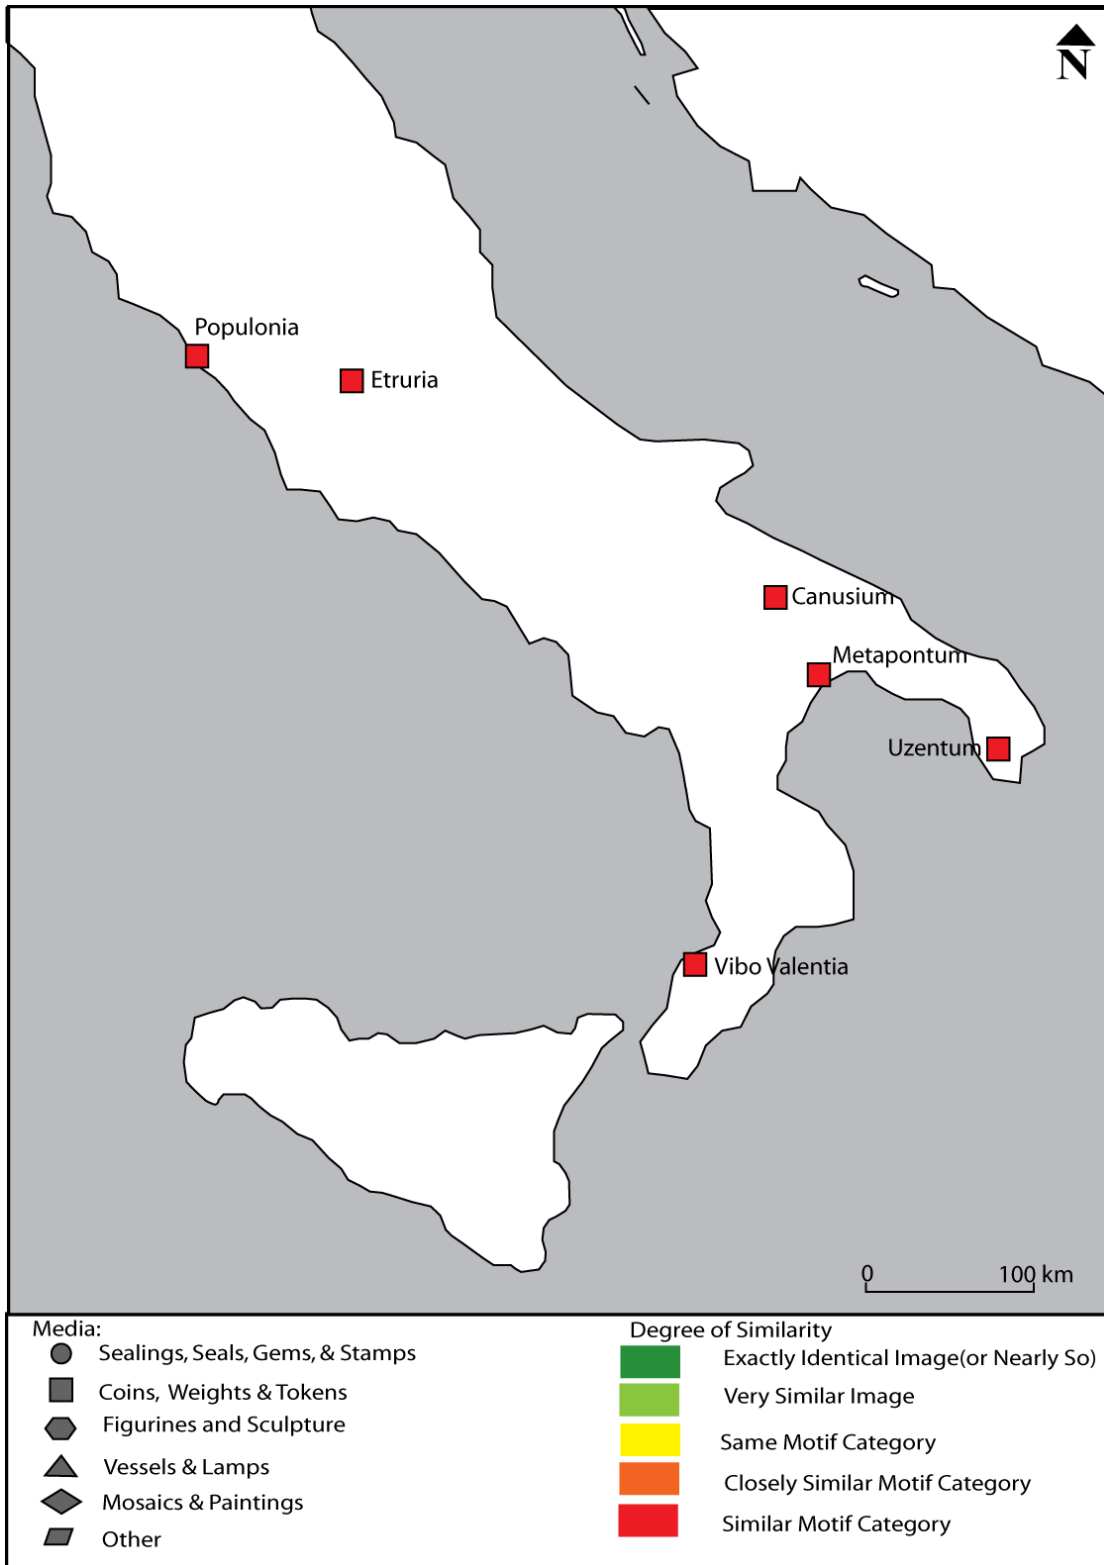 N
Populonia
Etruria
Canusium
Metapontum
Uzentum
Vibo Valentia
0 100 km
Media:
Sealings, Seals, Gems, & Stamps
Coins, Weights & Tokens
Figurines and Sculpture
Vessels & Lamps
Mosaics & Paintings
Other
Degree of Similarity
Exactly Identical Image(or Nearly So)
Very Similar Image
Same Motif Category
Closely Similar Motif Category
Similar Motif Category